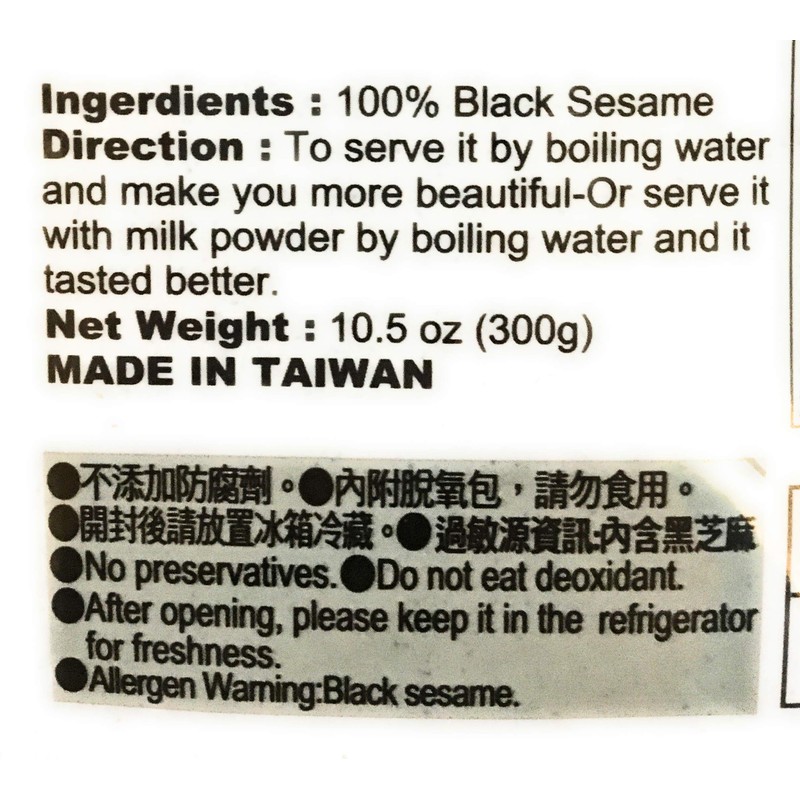 Ingerdients : 100% Black Sesame
Direction : To serve it by boiling water
and make you more beautiful-Or serve it
with milk powder by boiling water and it
tasted better.
Net Weight : 10.5 oz (300g)
MADE IN TAIWAN
●不添加防腐劑。●內附脫氧包，請勿食用。
●開封後請放置冰箱冷藏。●過敏源資訊:內含黑芝麻
●No preservatives.●Do not eat deoxidant.
●After opening, please keep it in the refrigerator
for freshness.
●Allergen Warning:Black sesame.